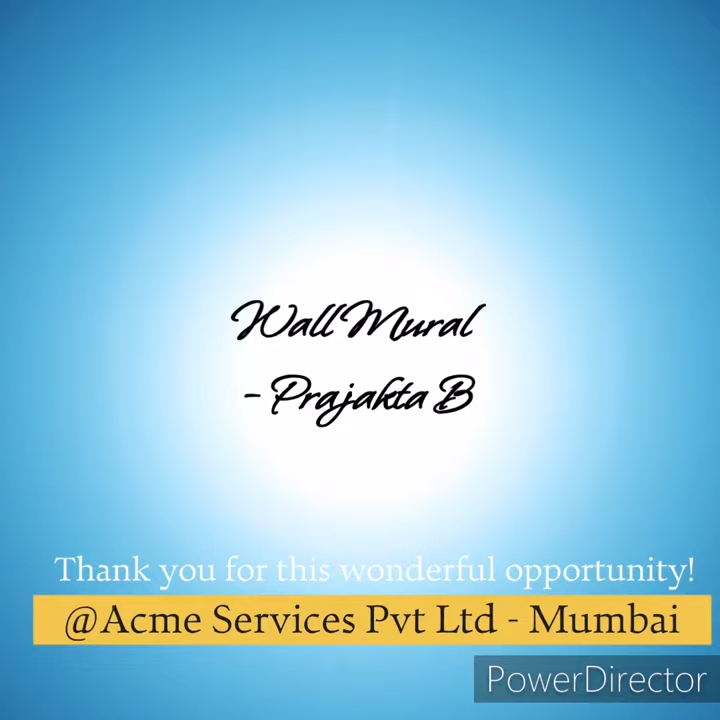 Wall Mural
- Prajakta B
Thank you for this wonderful opportunity!
@Acme Services Pvt Ltd - Mumbai
PowerDirector